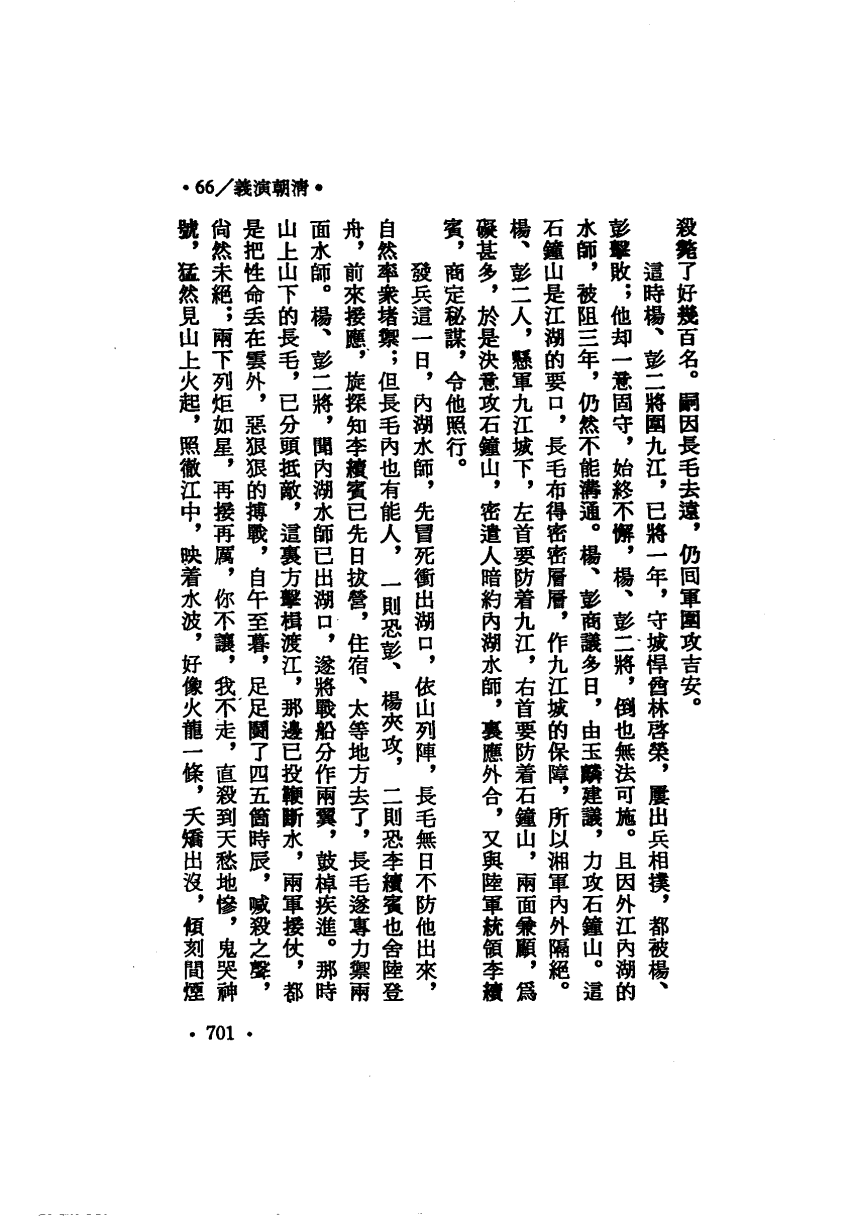 •66／義演朝清•
殺斃了好幾百名。嗣因長毛去遠，仍回軍圍攻吉安。
這時楊、彭二將圍九江，已將一年，守城悍酋林啓榮，屢出兵相撲，都被楊、
彭擊敗；他却一意固守，始終不懈，楊、彭二將，倒也無法可施。且因外江內湖的
水師，被阻三年，仍然不能溝通。楊、彭商議多日，由玉麟建議，力攻石鐘山。這
石鐘山是江湖的要口，長毛布得密密層層，作九江城的保障，所以湘軍內外隔絕。
楊、彭二人，懸軍九江城下，左首要防着九江，右首要防着石鐘山，兩面兼顧，爲
礙甚多，於是決意攻石鐘山，密遣人暗約內湖水師，裏應外合，又與陸軍統領李續
賓，商定秘謀，令他照行。
發兵這一日，內湖水師，先冒死衝出湖口，依山列陣，長毛無日不防他出來，
自然率衆堵禦；但長毛內也有能人，一則恐彭、楊夾攻，二則恐李續賓也舍陸登
舟，前來接應，旋探知李續賓已先日拔營，住宿、太等地方去了，長毛遂專力禦兩
面水師。楊、彭二將，聞內湖水師已出湖口，遂將戰船分作兩翼，鼓棹疾進。那時
山上山下的長毛，已分頭抵敵，這裏方擊楫渡江，那邊已投鞭斷水，兩軍接仗，都
是把性命丢在雲外，惡狠狠的搏戰，自午至暮，足足鬭了四五箇時辰，喊殺之聲，
尙然未絕；兩下列炬如星，再接再厲，你不讓，我不走，直殺到天愁地慘，鬼哭神
號，猛然見山上火起，照徹江中，映着水波，好像火龍一條，夭矯出沒，傾刻間煙
•701•